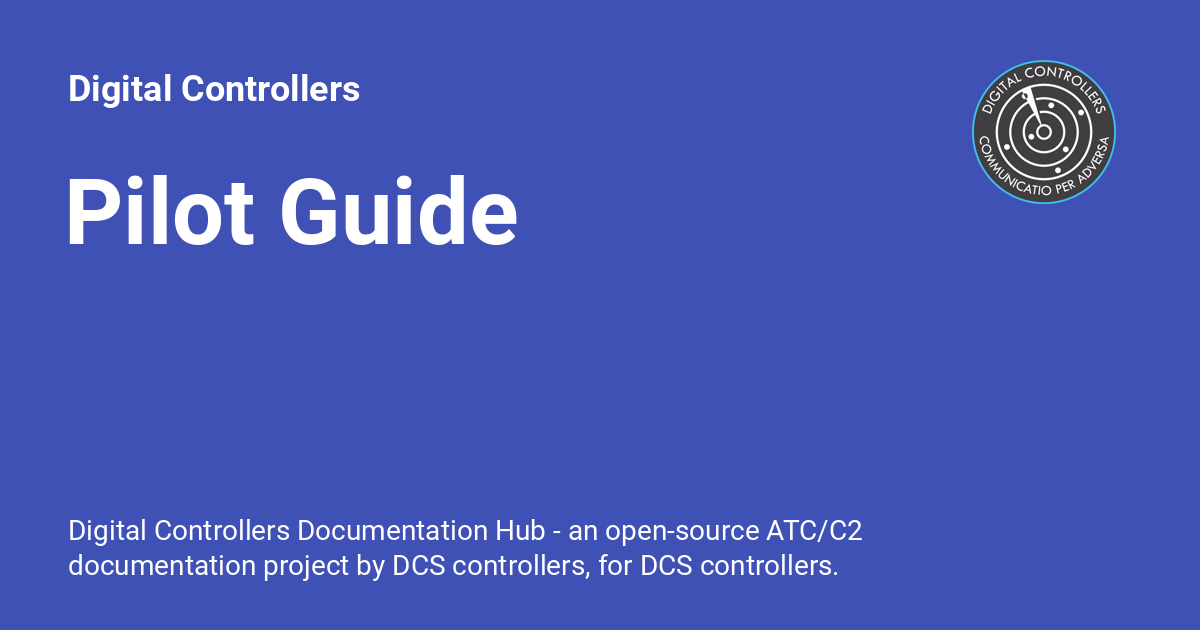 Digital Controllers
DIGITAL CONTROLLERS
COMMUNICATIO PER ADVERSA
Pilot Guide
Digital Controllers Documentation Hub - an open-source ATC/C2
documentation project by DCS controllers, for DCS controllers.